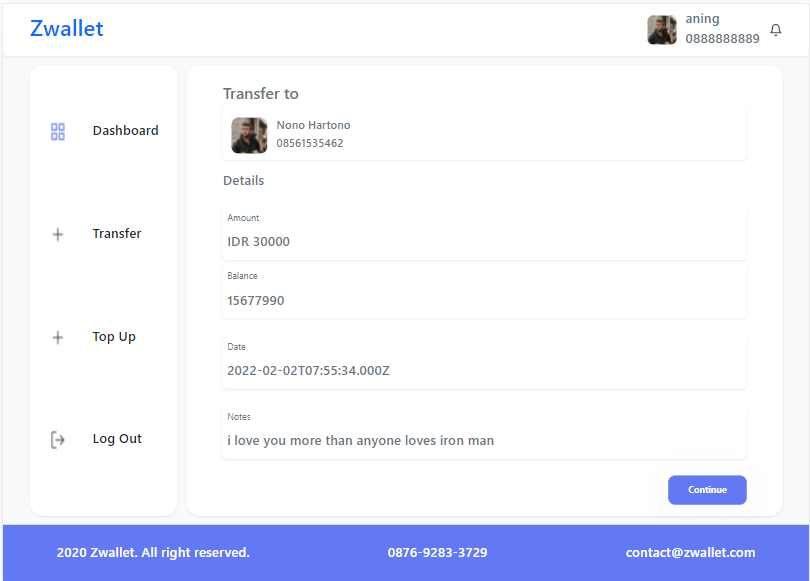 Zwallet
aning
0888888889
Dashboard
Transfer
Top Up
Log Out
Transfer to
Nono Hartono
08561535462
Details
Amount
IDR 30000
Balance
15677990
Date
2022-02-02T07:55:34.000Z
Notes
i love you more than anyone loves iron man
Continue
2020 Zwallet. All right reserved.
0876-9283-3729
contact@zwallet.com